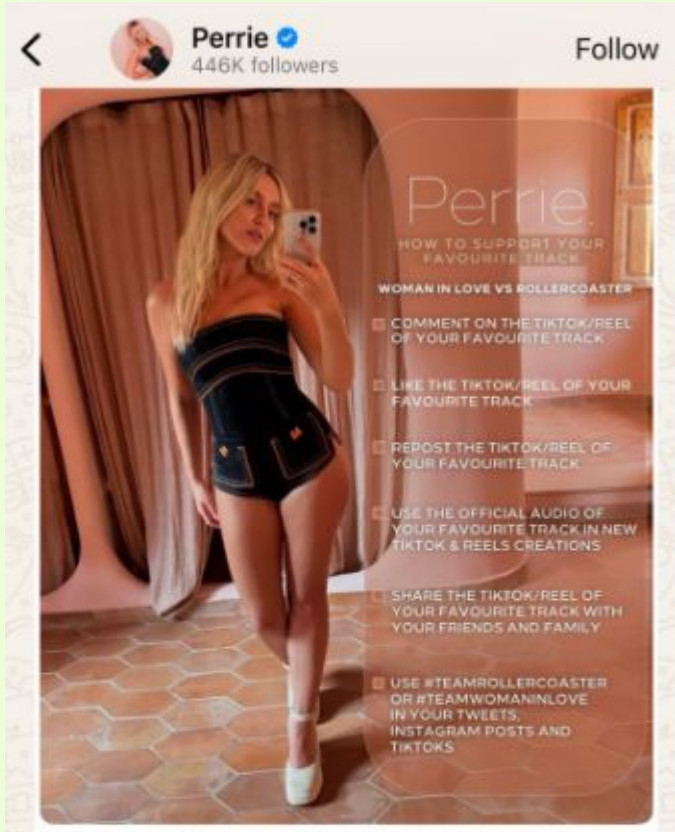 Perrie
446K followers
Follow
Perrie.
HOW TO SUPPORT YOUR
FAVOURITE TRACK
WOMAN IN LOVE VS ROLLERCOASTER
COMMENT ON THE TIKTOK/REEL
OF YOUR FAVOURITE TRACK
LIKE THE TIKTOK/REEL OF YOUR
FAVOURITE TRACK
REPOST THE TIKTOK/REEL OF
YOUR FAVOURITE TRACK
USE THE OFFICIAL AUDIO OF
YOUR FAVOURITE TRACK IN NEW
TIKTOK & REELS CREATIONS
SHARE THE TIKTOK/REEL OF
YOUR FAVOURITE TRACK WITH
YOUR FRIENDS AND FAMILY
USE #TEAMROLLERCOASTER
OR #TEAMWOMANINLOVE
IN YOUR TWEETS,
INSTAGRAM POSTS AND
TIKTOKS